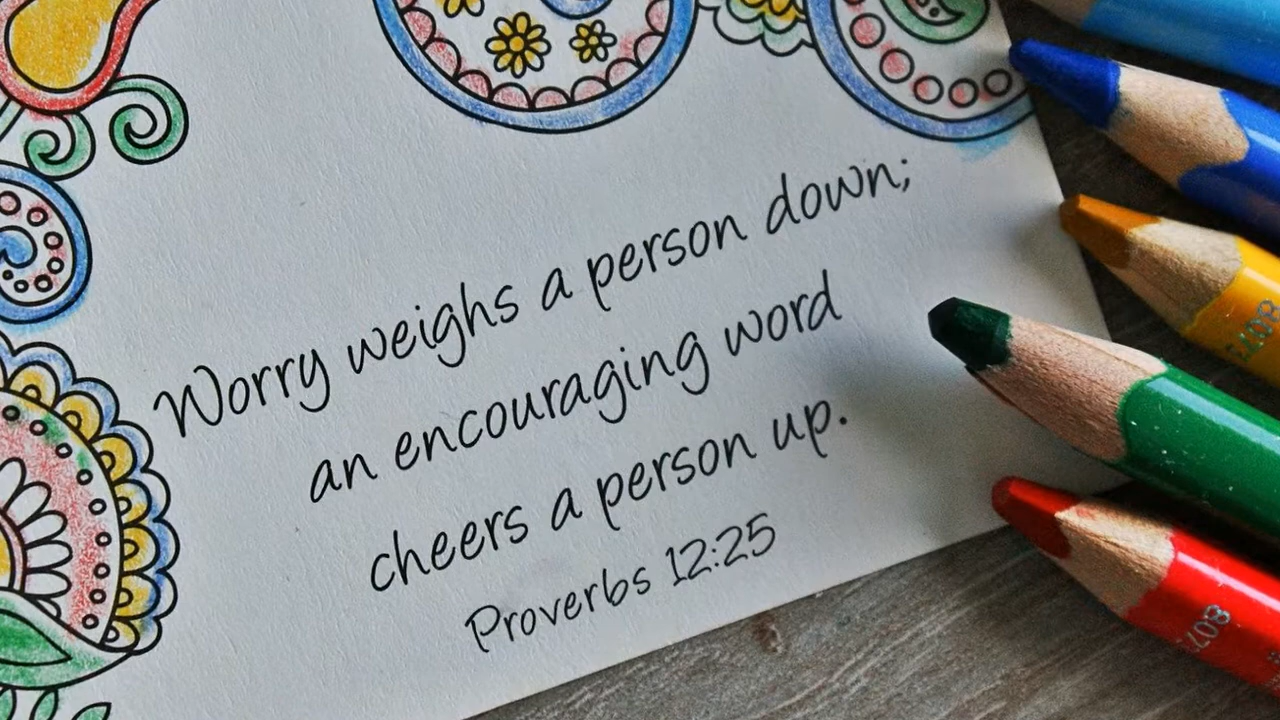 Worry weighs a person down;
an encouraging word
cheers a person up.
Proverbs 12:25